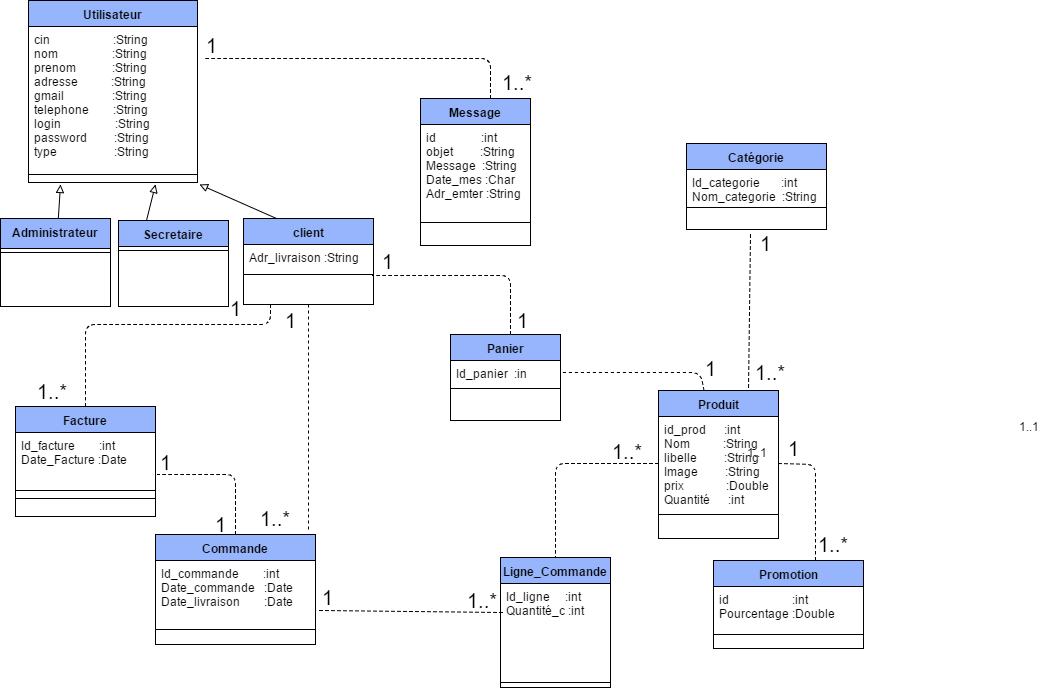 Utilisateur
cin :String
nom :String
prenom :String
adresse :String
gmail :String
telephone :String
login :String
password :String
type :String
1
1..*
Message
id :int
objet :String
Message :String
Date_mes :Char
Adr_emter :String
Catégorie
Id_categorie :int
Nom_categorie :String
1
1..*
Administrateur
Secretaire
client
Adr_livraison :String
1
1
1
1
Panier
Id_panier :in
1
1..*
Facture
Id_facture :int
Date_Facture :Date
1
1
1..*
Produit
id_prod :int
Nom :String
libelle :String
1..1
Image :String
prix :Double
Quantité :int
1..*
1
1..*
1..1
Commande
Id_commande :int
Date_commande :Date
Date_livraison :Date
1
1..*
Ligne_Commande
Id_ligne :int
Quantité_c :int
Promotion
id :int
Pourcentage :Double